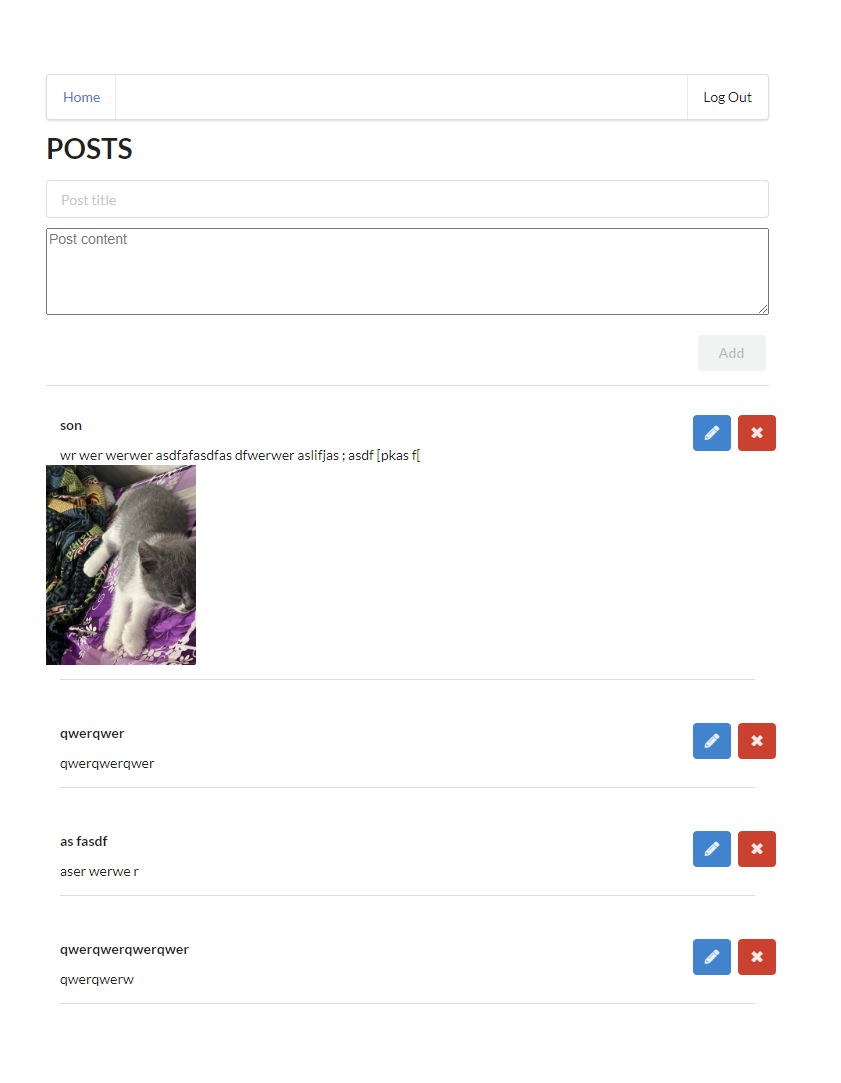 Home
Log Out
POSTS
Post title
Post content
Add
son
wr wer werwer asdfafasdfas dfwerwer aslifjas ; asdf [pkas f[
qwerqwer
qwerqwerqwer
as fasdf
aser werwe r
qwerqwerqwerqwer
qwerqwerw